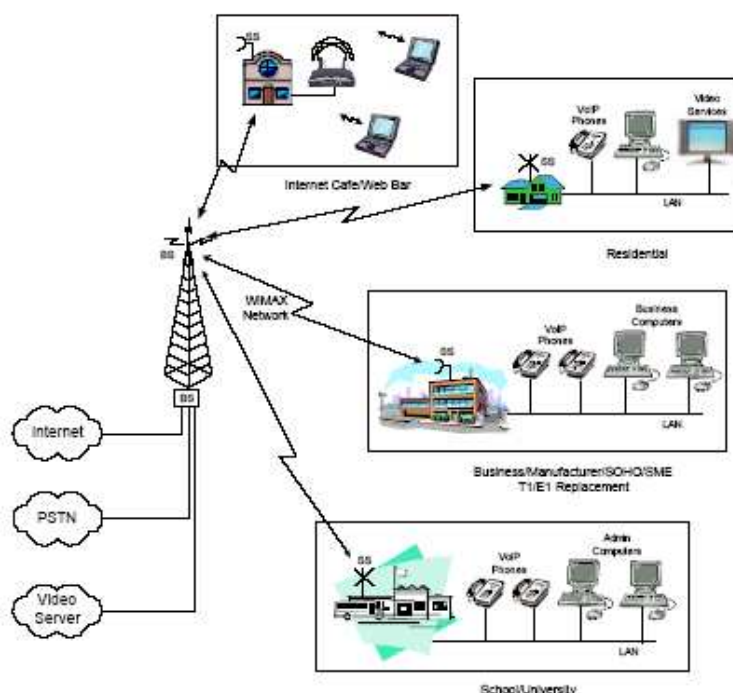 SS
Internet Cafe/Web Bar
VoIP
Phones
Video
Services
SS
LAN
Residential
BS
WiMAX
Network
SS
VoIP
Phones
Business
Computers
LAN
Business/Manufacturer/SOHO/SME
T1/E1 Replacement
BS
Internet
PSTN
Video
Server
SS
VoIP
Phones
Admin
Computers
LAN
School/University